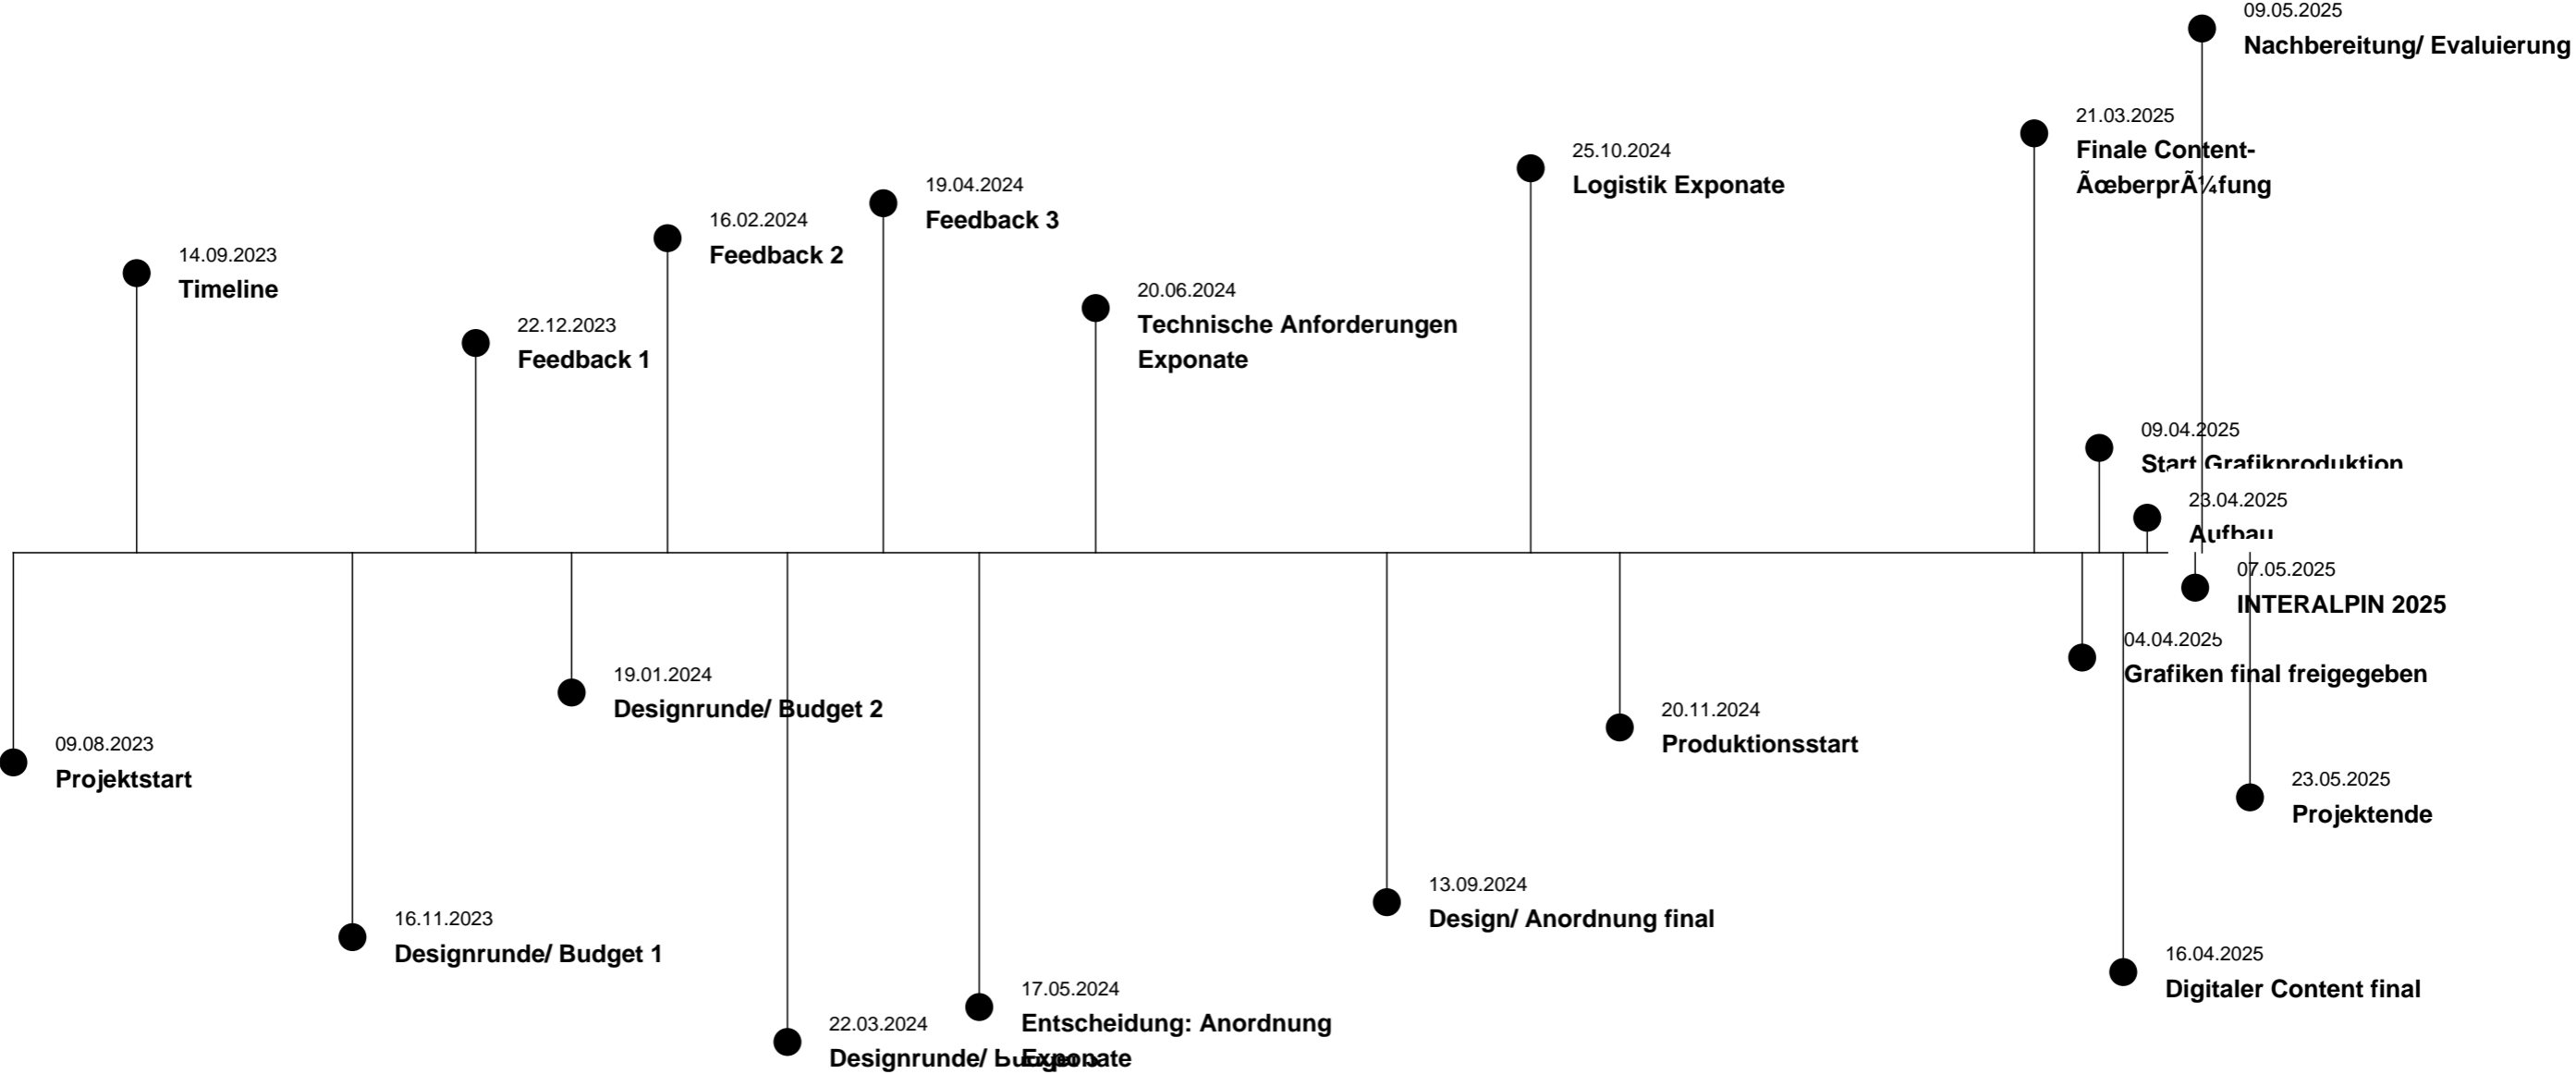 09.05.2025
Nachbereitung/ Evaluierung
21.03.2025
Finale Content-
ÃœberprÃ¼fung
25.10.2024
Logistik Exponate
19.04.2024
Feedback 3
16.02.2024
Feedback 2
14.09.2023
Timeline
20.06.2024
Technische Anforderungen
Exponate
22.12.2023
Feedback 1
09.04.2025
Start Grafikproduktion
23.04.2025
Aufbau
07.05.2025
INTERALPIN 2025
04.04.2025
Grafiken final freigegeben
19.01.2024
Designrunde/ Budget 2
20.11.2024
Produktionsstart
09.08.2023
Projektstart
23.05.2025
Projektende
13.09.2024
Design/ Anordnung final
16.11.2023
Designrunde/ Budget 1
16.04.2025
Digitaler Content final
17.05.2024
Entscheidung: Anordnung
Exponate
22.03.2024
Designrunde/